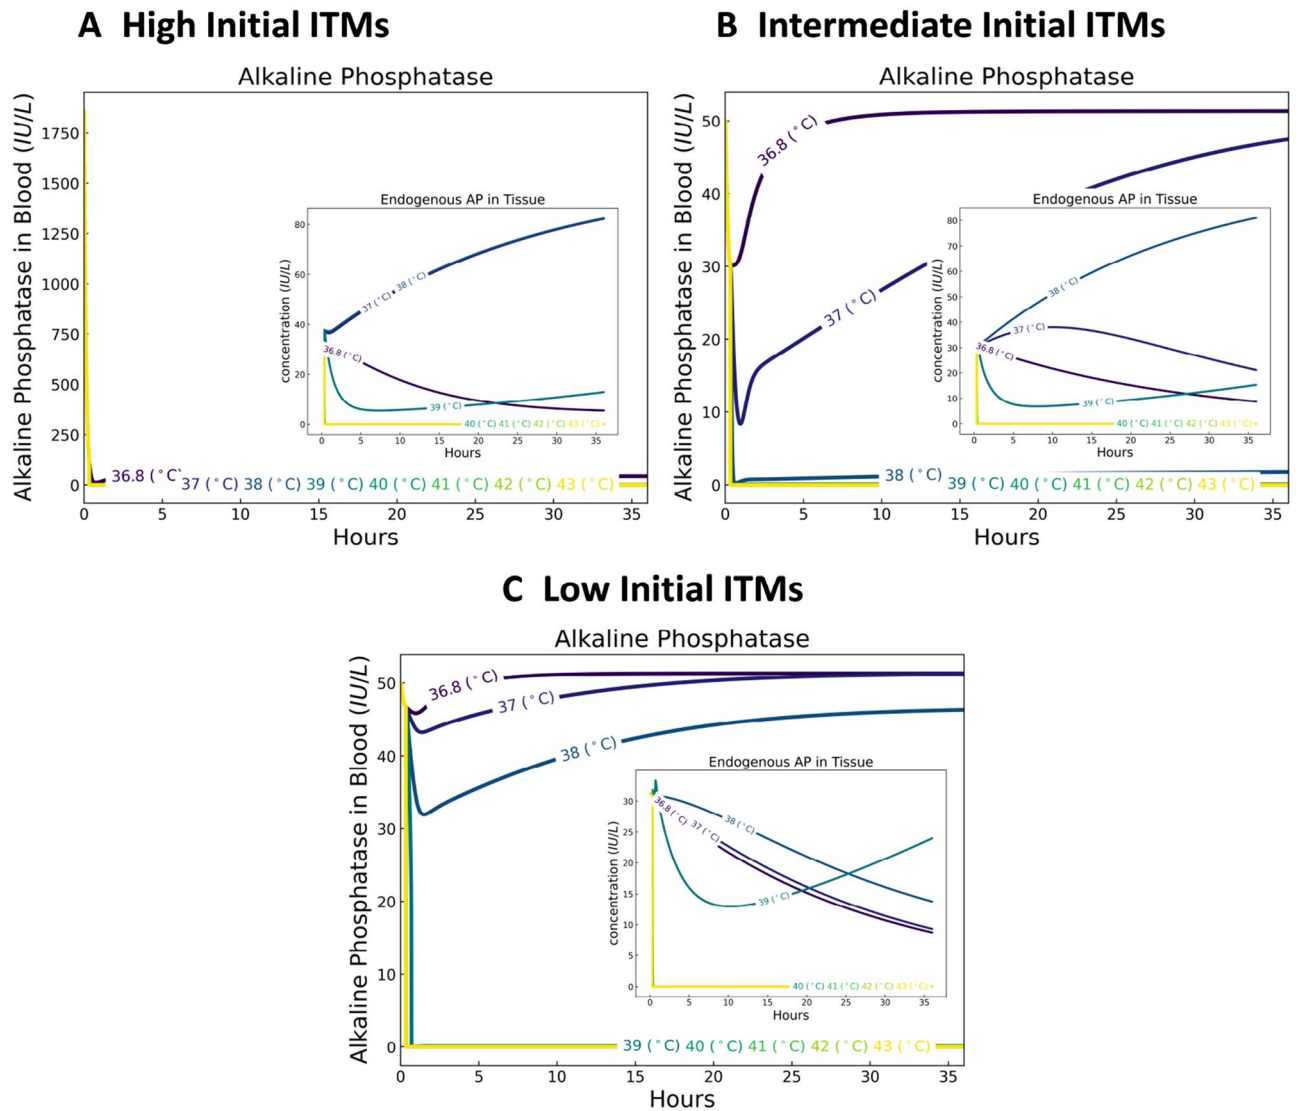 A High Initial ITMs
Alkaline Phosphatase
Alkaline Phosphatase in Blood (IU/L)
1750
1500
1250
1000
750
500
250
0
Endogenous AP in Tissue
concentration (IU/L)
80
60
40
20
0
37 (°C) 38 (°C)
36.8 (°C)
39 (°C)
40 (°C) 41 (°C) 42 (°C) 43 (°C)
0 5 10 15 20 25 30 35
Hours
36.8 (°C)
37 (°C) 38 (°C) 39 (°C) 40 (°C) 41 (°C) 42 (°C) 43 (°C)
0 5 10 15 20 25 30 35
Hours
B Intermediate Initial ITMs
Alkaline Phosphatase
Alkaline Phosphatase in Blood (IU/L)
50
40
30
20
10
0
36.8 (°C)
37 (°C)
Endogenous AP in Tissue
concentration (IU/L)
80
70
60
50
40
30
20
10
0
38 (°C)
37 (°C)
36.8 (°C)
39 (°C)
40 (°C) 41 (°C) 42 (°C) 43 (°C)
0 5 10 15 20 25 30 35
Hours
38 (°C)
39 (°C) 40 (°C) 41 (°C) 42 (°C) 43 (°C)
0 5 10 15 20 25 30 35
Hours
C Low Initial ITMs
Alkaline Phosphatase
Alkaline Phosphatase in Blood (IU/L)
50
40
30
20
10
0
36.8 (°C)
37 (°C)
38 (°C)
Endogenous AP in Tissue
concentration (IU/L)
30
25
20
15
10
5
0
36.8 (°C)
37 (°C)
38 (°C)
39 (°C)
40 (°C) 41 (°C) 42 (°C) 43 (°C)
0 5 10 15 20 25 30 35
Hours
39 (°C) 40 (°C) 41 (°C) 42 (°C) 43 (°C)
0 5 10 15 20 25 30 35
Hours